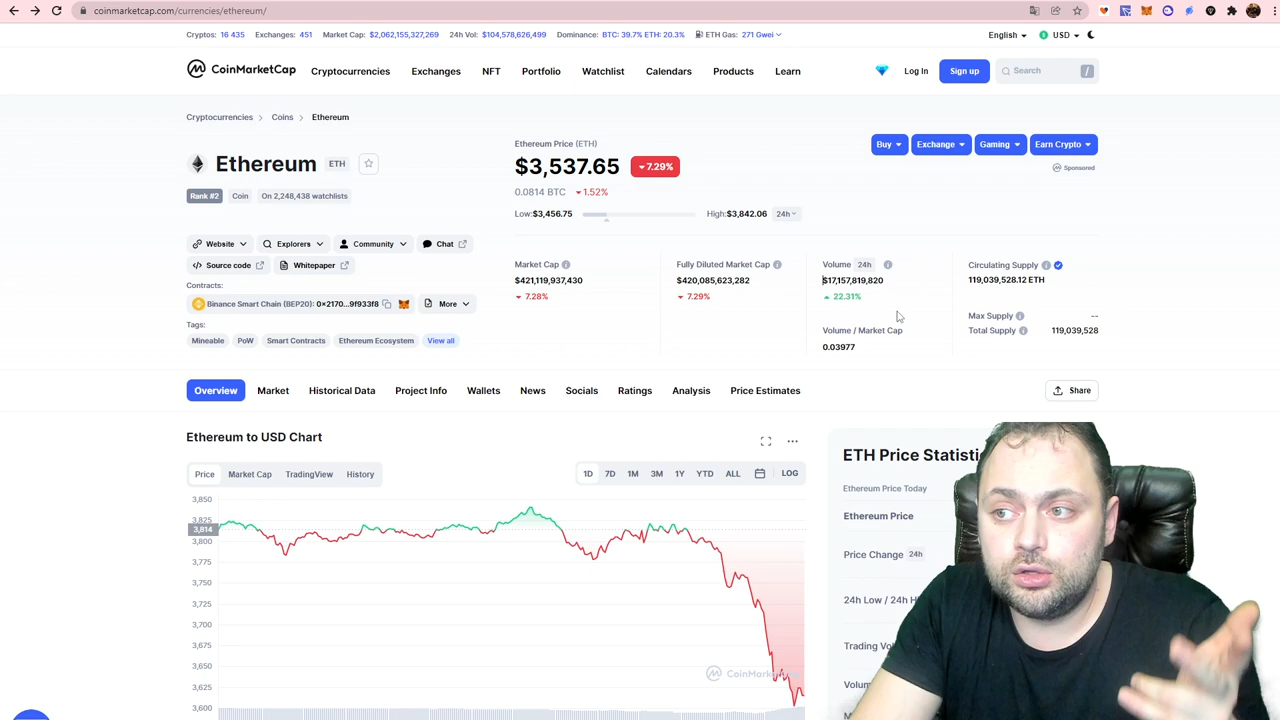 coinmarketcap.com/currencies/ethereum/
Cryptos: 16 435 Exchanges: 451 Market Cap: $2,062,155,327,269 24h Vol: $104,578,626,499 Dominance: BTC: 39.7% ETH: 20.3% ETH Gas: 271 Gwei English USD
CoinMarketCap Cryptocurrencies Exchanges NFT Portfolio Watchlist Calendars Products Learn Log In Sign up Search /
Cryptocurrencies Coins Ethereum
Ethereum ETH
Rank #2 Coin On 2,248,438 watchlists
Website Explorers Community Chat
Source code Whitepaper
Contracts:
Binance Smart Chain (BEP20): 0x2170...9f933f8 More
Tags:
Mineable PoW Smart Contracts Ethereum Ecosystem View all
Ethereum Price (ETH)
$3,537.65 7.29%
0.0814 BTC 1.52%
Low:$3,456.75 High:$3,842.06 24h
Buy Exchange Gaming Earn Crypto
Sponsored
Market Cap
$421,119,937,430
7.28%
Fully Diluted Market Cap
$420,085,623,282
7.29%
Volume 24h
$17,157,819,820
22.31%
Volume / Market Cap
0.03977
Circulating Supply
119,039,528.12 ETH
Max Supply --
Total Supply 119,039,528
Overview Market Historical Data Project Info Wallets News Socials Ratings Analysis Price Estimates Share
Ethereum to USD Chart
Price Market Cap TradingView History 1D 7D 1M 3M 1Y YTD ALL LOG
3,850
3,825
3,814
3,800
3,775
3,750
3,725
3,700
3,675
3,650
3,625
3,600
ETH Price
Ethereum Price Today
Ethereum Price
Price Change 24h
24h Low / 24h
Trading